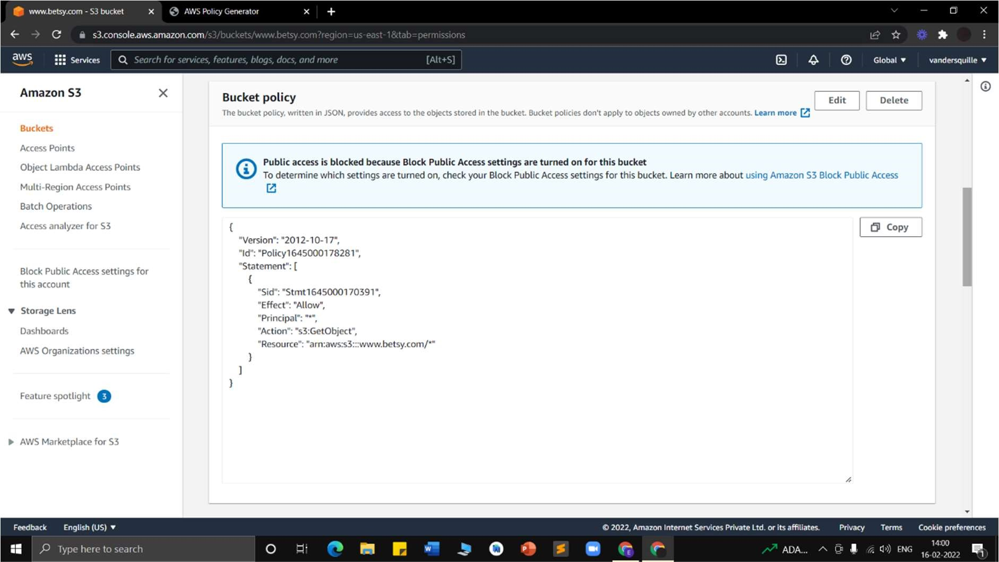 www.betsy.com - S3 bucket
AWS Policy Generator
s3.console.aws.amazon.com/s3/buckets/www.betsy.com?region=us-east-1&tab=permissions
aws
Services
Search for services, features, blogs, docs, and more
[Alt+S]
Global
vandersquille
Amazon S3
Buckets
Access Points
Object Lambda Access Points
Multi-Region Access Points
Batch Operations
Access analyzer for S3
Block Public Access settings for
this account
Storage Lens
Dashboards
AWS Organizations settings
Feature spotlight 3
AWS Marketplace for S3
Bucket policy
The bucket policy, written in JSON, provides access to the objects stored in the bucket. Bucket policies don't apply to objects owned by other accounts. Learn more
Edit
Delete
Public access is blocked because Block Public Access settings are turned on for this bucket
To determine which settings are turned on, check your Block Public Access settings for this bucket. Learn more about using Amazon S3 Block Public Access
Copy
{
"Version": "2012-10-17",
"Id": "Policy1645000178281",
"Statement": [
{
"Sid": "Stmt1645000170391",
"Effect": "Allow",
"Principal": "*",
"Action": "s3:GetObject",
"Resource": "arn:aws:s3:::www.betsy.com/*"
}
]
}
Feedback
English (US)
© 2022, Amazon Internet Services Private Ltd. or its affiliates.
Privacy
Terms
Cookie preferences
Type here to search
ADA...
ENG
14:00
16-02-2022
1